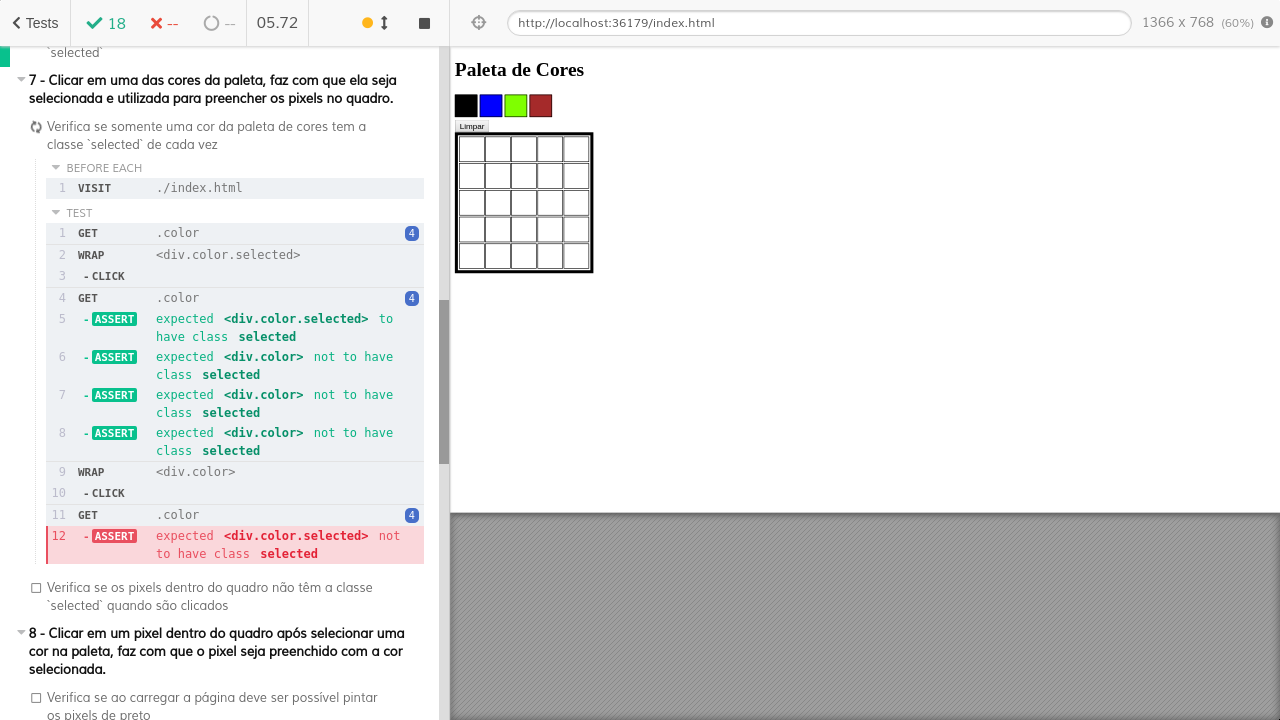 Tests
18
--
--
05.72
http://localhost:36179/index.html
1366 x 768 (60%)
`selected`
7 - Clicar em uma das cores da paleta, faz com que ela seja
selecionada e utilizada para preencher os pixels no quadro.
Verifica se somente uma cor da paleta de cores tem a
classe `selected` de cada vez
BEFORE EACH
1 VISIT ./index.html
TEST
1 GET .color 4
2 WRAP <div.color.selected>
3 - CLICK
4 GET .color 4
5 - ASSERT expected <div.color.selected> to
have class selected
6 - ASSERT expected <div.color> not to have
class selected
7 - ASSERT expected <div.color> not to have
class selected
8 - ASSERT expected <div.color> not to have
class selected
9 WRAP <div.color>
10 - CLICK
11 GET .color 4
12 - ASSERT expected <div.color.selected> not
to have class selected
Verifica se os pixels dentro do quadro não têm a classe
`selected` quando são clicados
8 - Clicar em um pixel dentro do quadro após selecionar uma
cor na paleta, faz com que o pixel seja preenchido com a cor
selecionada.
Verifica se ao carregar a página deve ser possível pintar
os pixels de preto
Paleta de Cores
Limpar